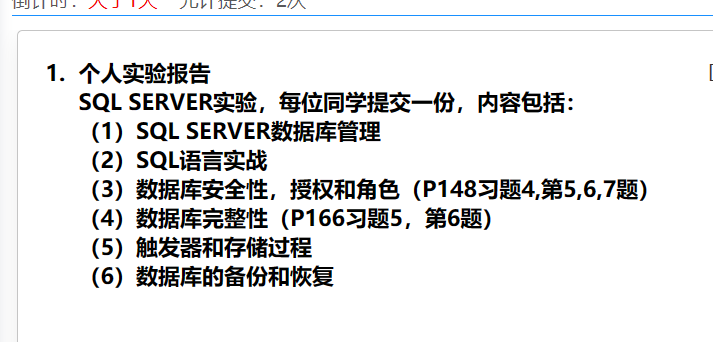 倒计时：大于1天 允许提交：2次
1. 个人实验报告
SQL SERVER实验，每位同学提交一份，内容包括：
（1）SQL SERVER数据库管理
（2）SQL语言实战
（3）数据库安全性，授权和角色（P148习题4,第5,6,7题）
（4）数据库完整性（P166习题5，第6题）
（5）触发器和存储过程
（6）数据库的备份和恢复